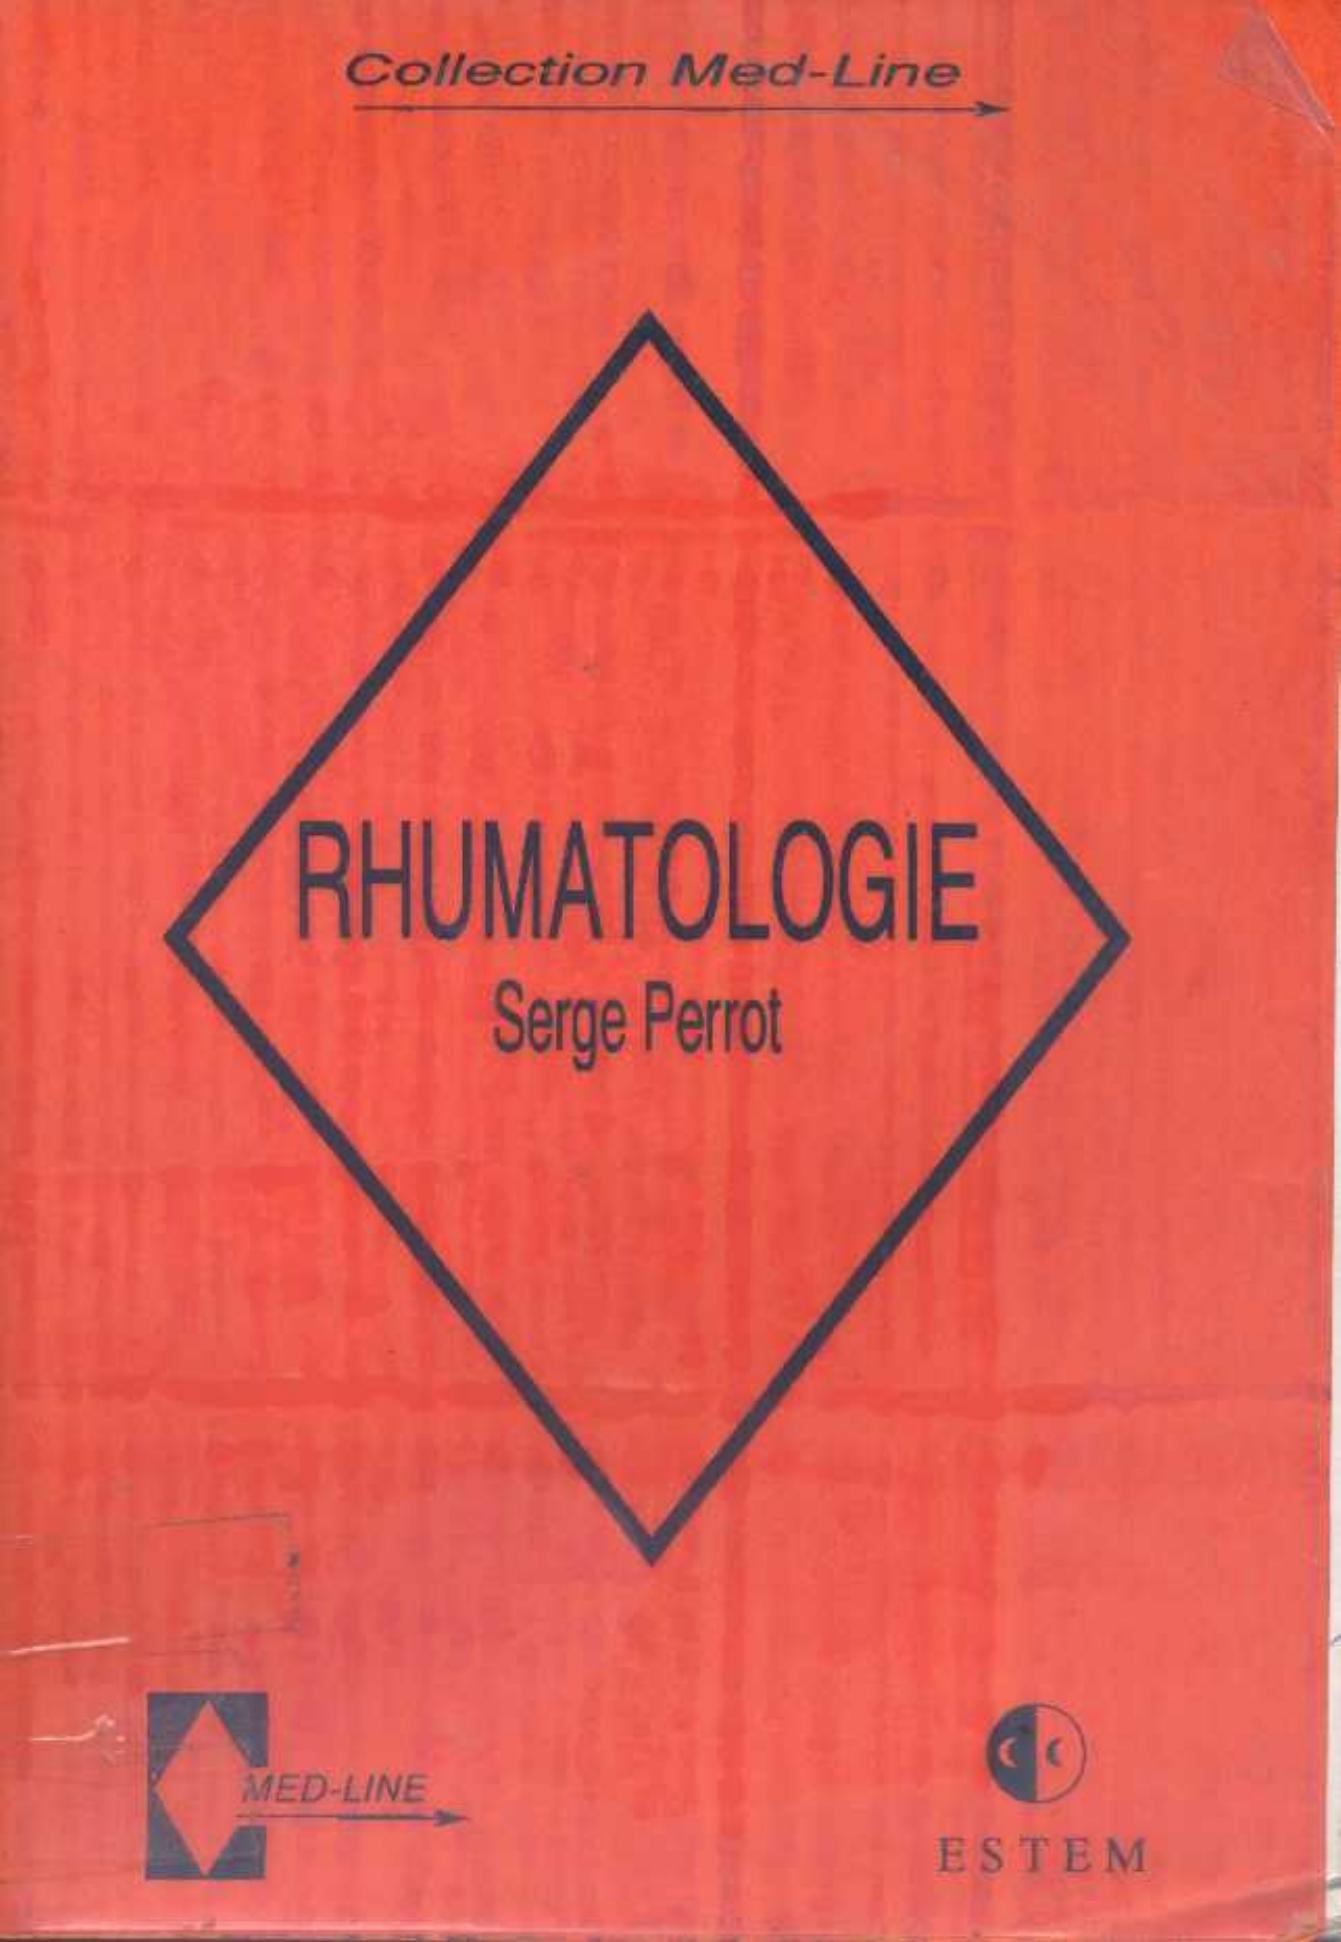 Collection Med-Line
RHUMATOLOGIE
Serge Perrot
MED-LINE
ESTEM